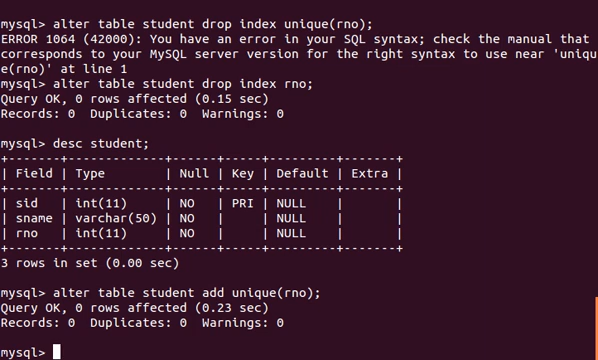 mysql> alter table student drop index unique(rno);
ERROR 1064 (42000): You have an error in your SQL syntax; check the manual that
corresponds to your MySQL server version for the right syntax to use near 'uniqu
e(rno)' at line 1
mysql> alter table student drop index rno;
Query OK, 0 rows affected (0.15 sec)
Records: 0  Duplicates: 0  Warnings: 0

mysql> desc student;
+-------+-------------+------+-----+---------+-------+
| Field | Type        | Null | Key | Default | Extra |
+-------+-------------+------+-----+---------+-------+
| sid   | int(11)     | NO   | PRI | NULL    |       |
| sname | varchar(50) | NO   |     | NULL    |       |
| rno   | int(11)     | NO   |     | NULL    |       |
+-------+-------------+------+-----+---------+-------+
3 rows in set (0.00 sec)

mysql> alter table student add unique(rno);
Query OK, 0 rows affected (0.23 sec)
Records: 0  Duplicates: 0  Warnings: 0

mysql>